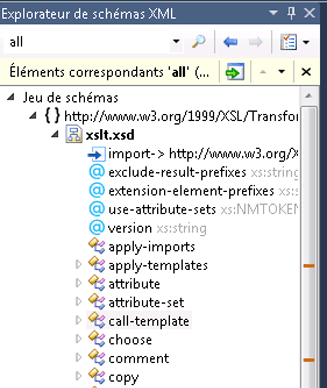 Explorateur de schémas XML
all
Éléments correspondants 'all' (...
Jeu de schémas
{ } http://www.w3.org/1999/XSL/Transfo
xslt.xsd
import-> http://www.w3.org/X
@ exclude-result-prefixes xs:string
@ extension-element-prefixes xs:
@ use-attribute-sets xs:NMTOKEN
@ version xs:string
apply-imports
apply-templates
attribute
attribute-set
call-template
choose
comment
copy